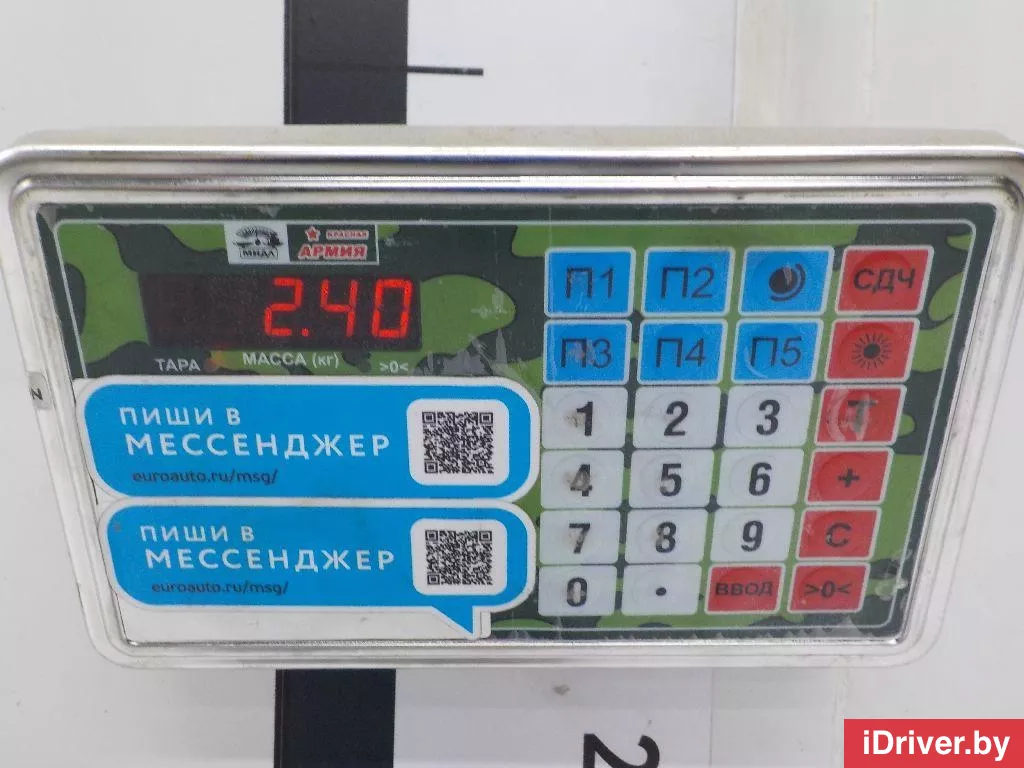 МИДЛ
КРАСНАЯ
АРМИЯ
2.40
ТАРА
МАССА (кг)
>0<
П1
П2
СДЧ
П3
П4
П5
1
2
3
T
4
5
6
+
7
8
9
C
0
.
ВВОД
>0<
ПИШИ В
МЕССЕНДЖЕР
euroauto.ru/msg/
ПИШИ В
МЕССЕНДЖЕР
euroauto.ru/msg/
N
2
iDriver.by